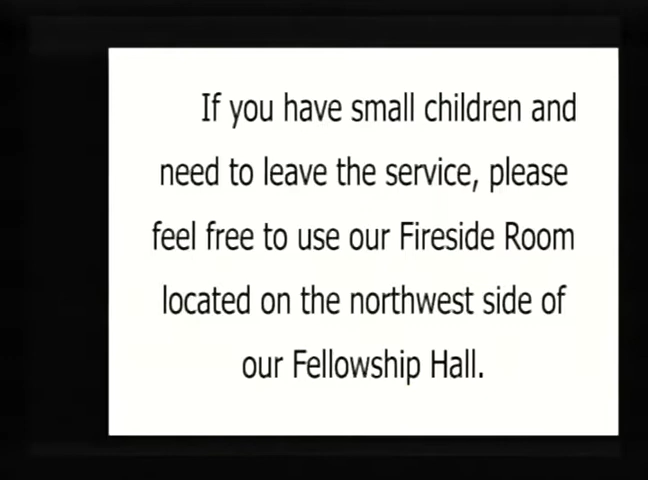 If you have small children and
need to leave the service, please
feel free to use our Fireside Room
located on the northwest side of
our Fellowship Hall.